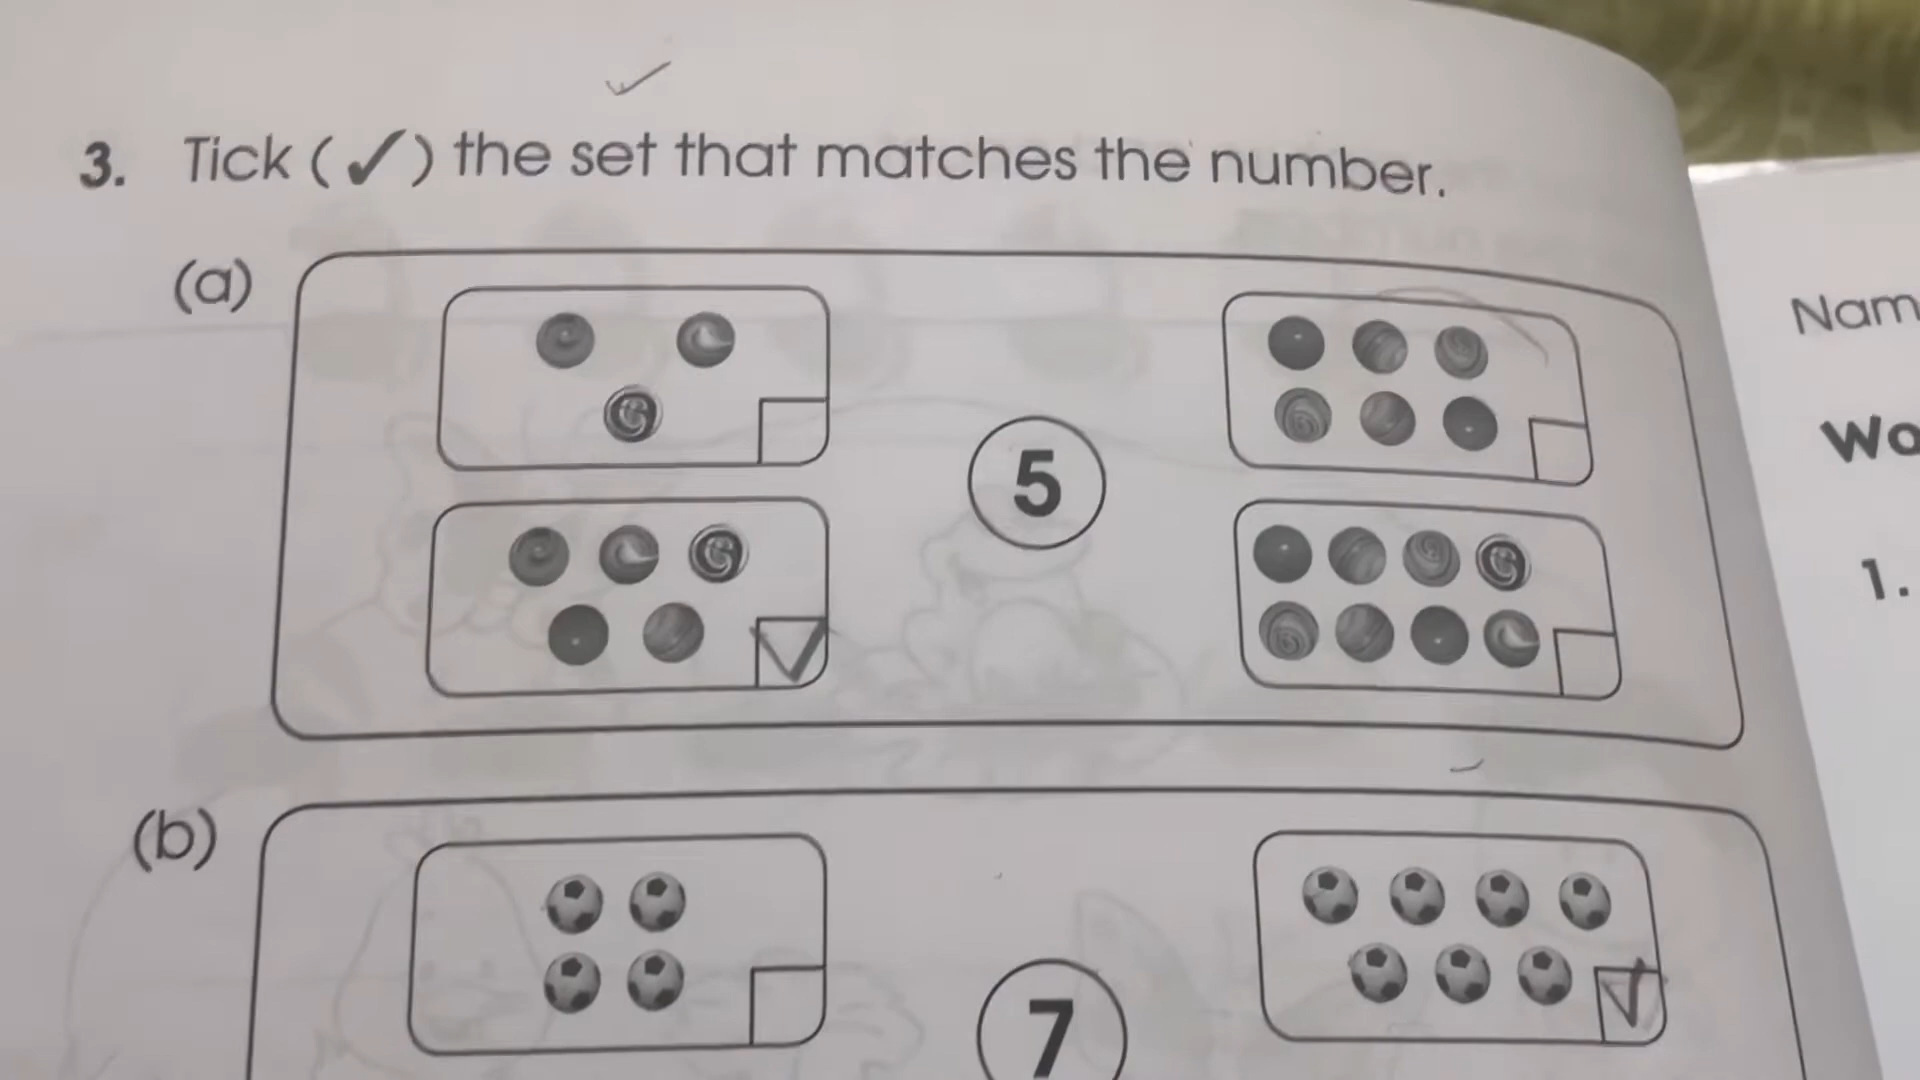 3. Tick (✓) the set that matches the number.
(a)
5
(b)
7
Nam
Wo
1.